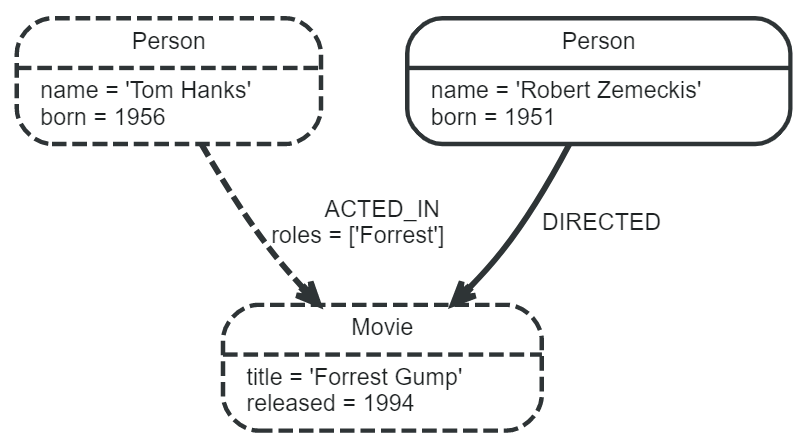 Person
name = 'Tom Hanks'
born = 1956
Person
name = 'Robert Zemeckis'
born = 1951
ACTED_IN
roles = ['Forrest']
DIRECTED
Movie
title = 'Forrest Gump'
released = 1994